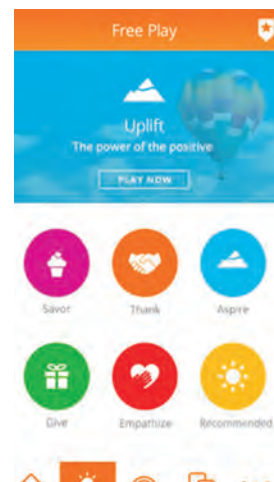 Free Play
Uplift
The power of the positive
PLAY NOW
Savor
Thank
Aspire
Give
Empathize
Recommended